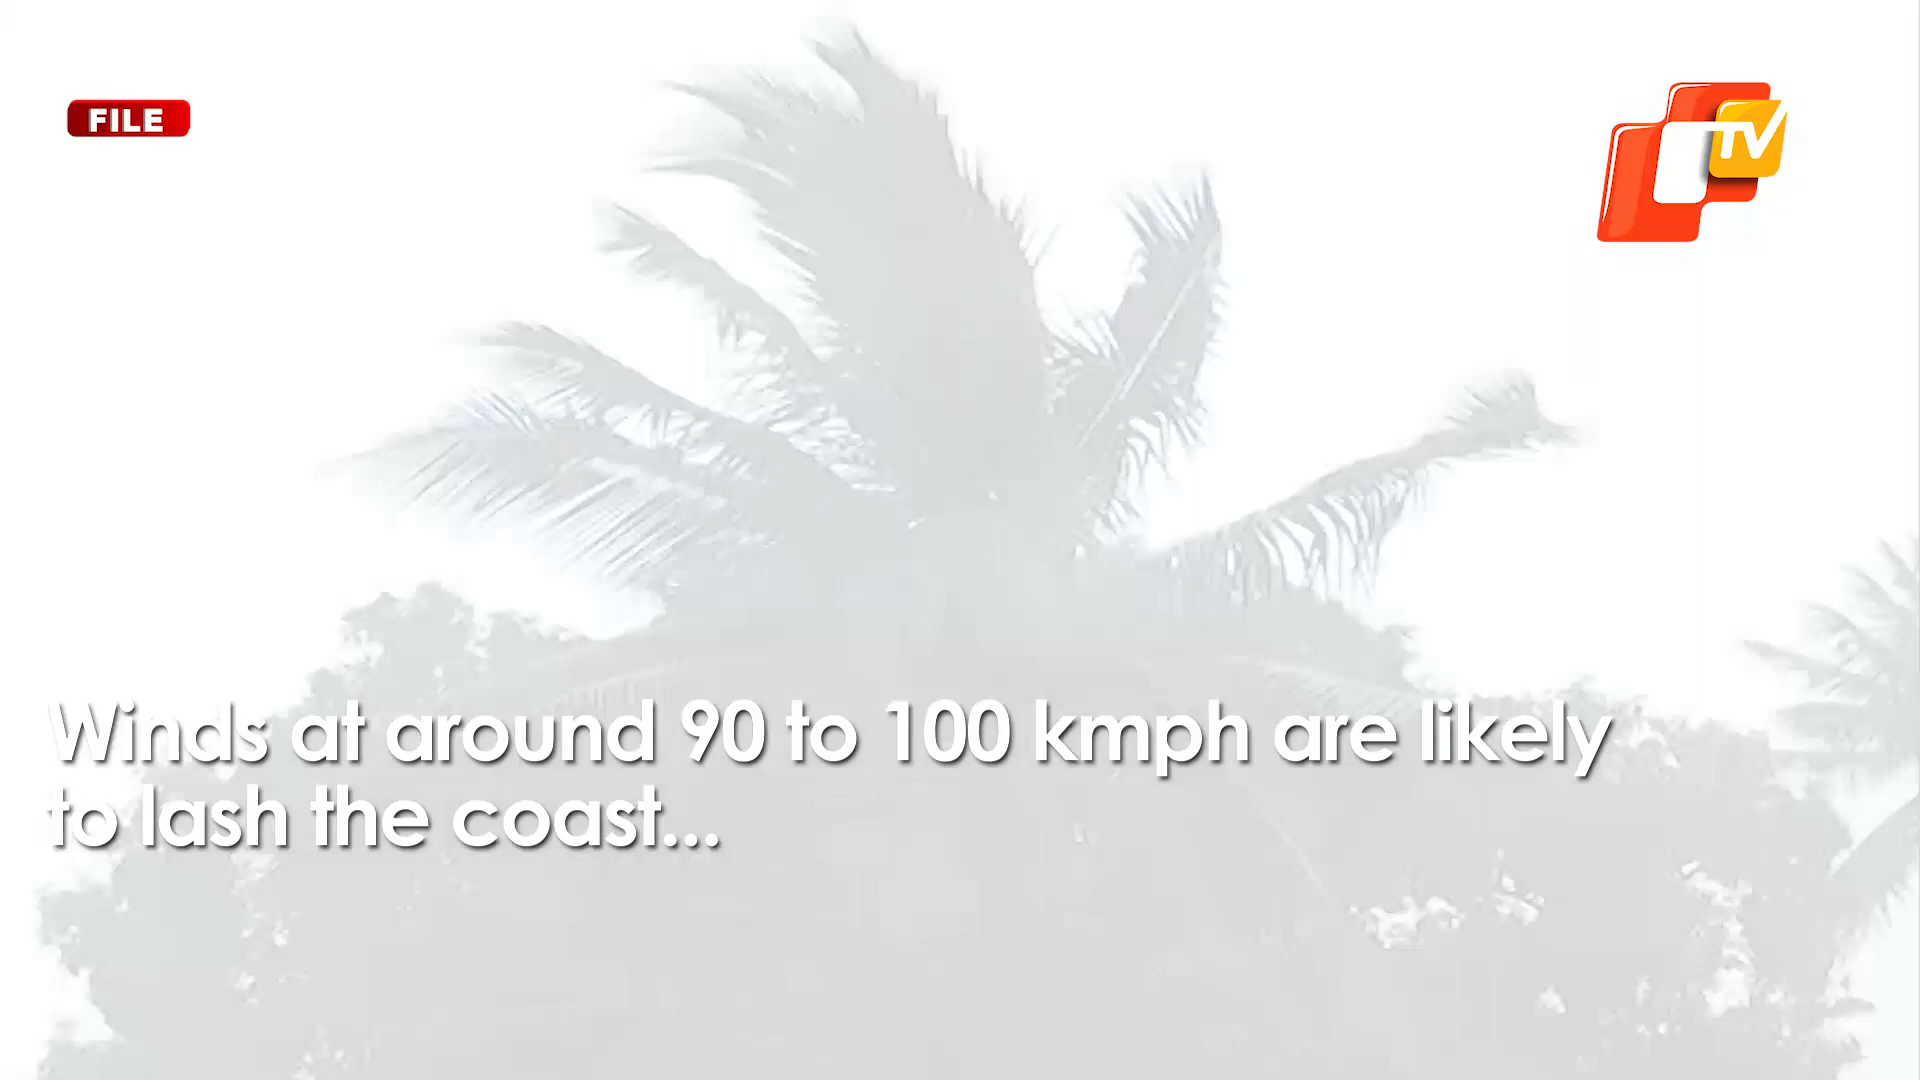 FILE
TV
Winds at around 90 to 100 kmph are likely
to lash the coast...